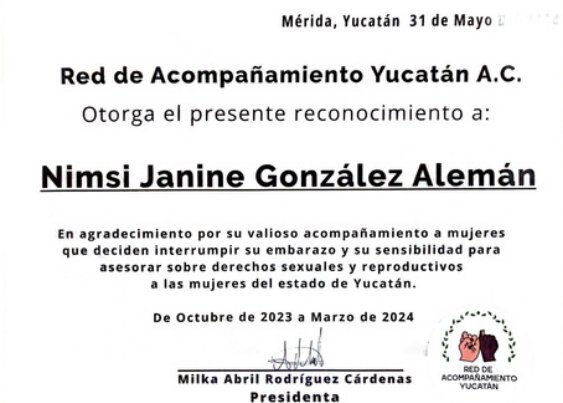 Mérida, Yucatán 31 de Mayo
Red de Acompañamiento Yucatán A.C.
Otorga el presente reconocimiento a:
Nimsi Janine González Alemán
En agradecimiento por su valioso acompañamiento a mujeres
que deciden interrumpir su embarazo y su sensibilidad para
asesorar sobre derechos sexuales y reproductivos
a las mujeres del estado de Yucatán.
De Octubre de 2023 a Marzo de 2024
Milka Abril Rodríguez Cárdenas
Presidenta
RED DE
ACOMPAÑAMIENTO
YUCATÁN